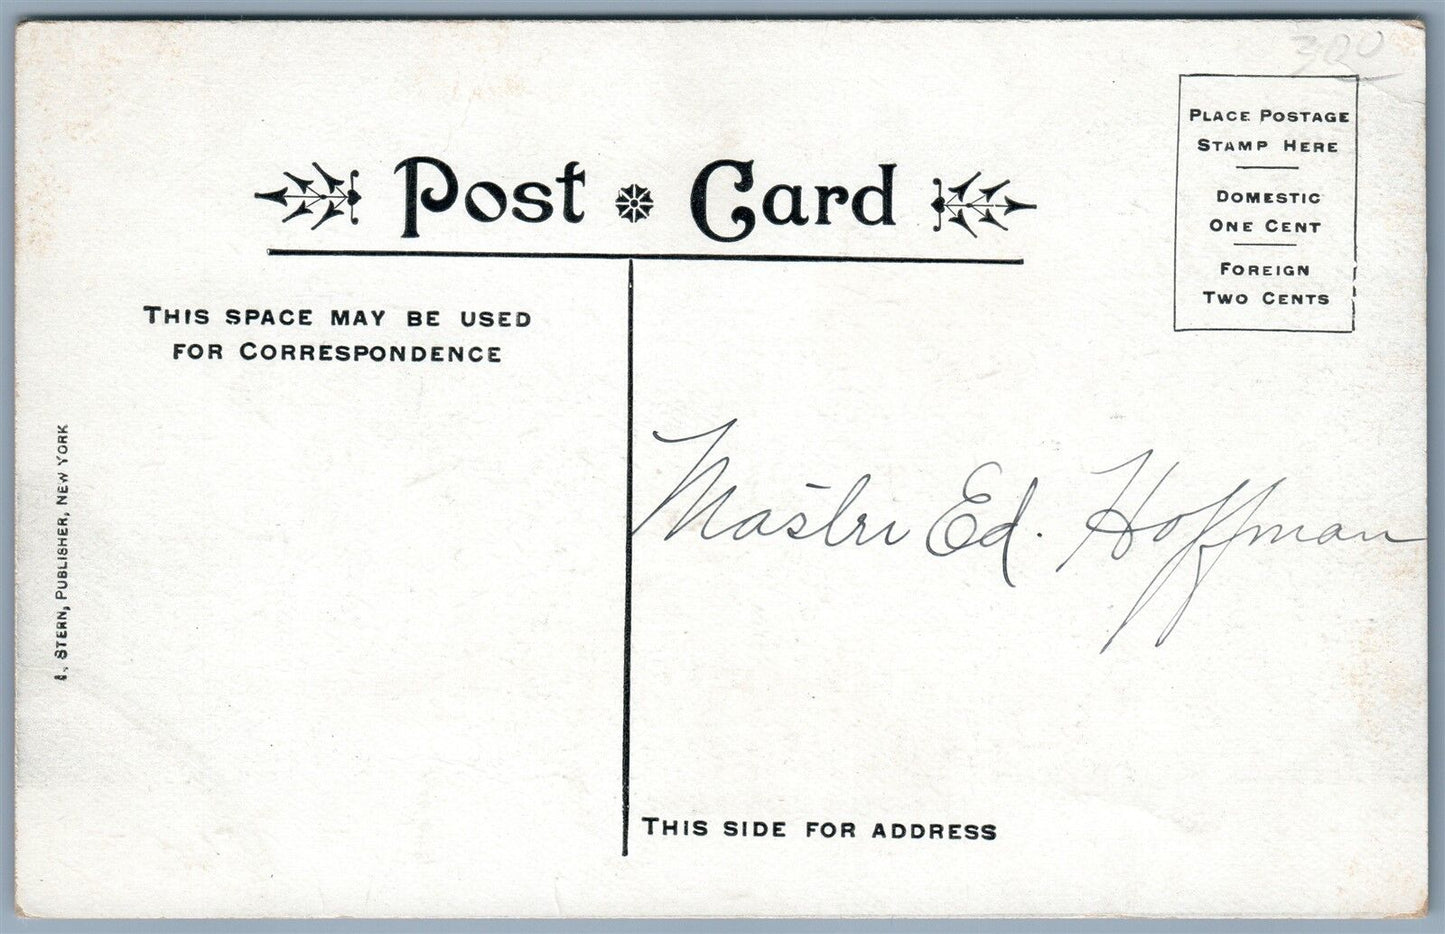 300
PLACE POSTAGE
STAMP HERE
DOMESTIC
ONE CENT
FOREIGN
TWO CENTS
Post Card
THIS SPACE MAY BE USED
FOR CORRESPONDENCE
STERN, PUBLISHER, NEW YORK
Ed. Hoffman
THIS SIDE FOR ADDRESS